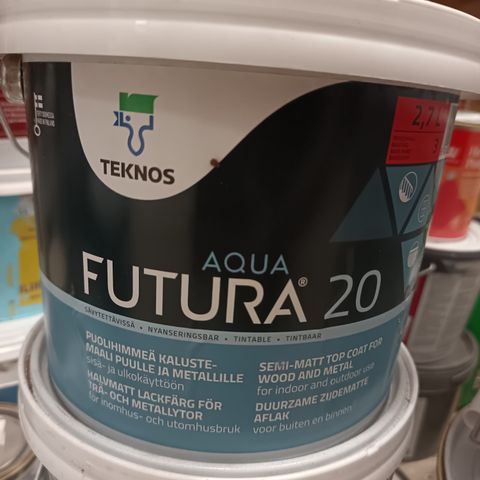 TEKNOS
2,7 L
AQUA
FUTURA® 20
SÄVYTETTÄVISSÄ • NYANSERINGSBAR • TINTABLE • TINTBAAR
PUOLIHIMMEÄ KALUSTE-
MAALI PUULLE JA METALLILLE
sisä- ja ulkokäyttöön
HALVMATT LACKFÄRG FÖR
TRÄ- OCH METALLYTOR
för inomhus- och utomhusbruk
SEMI-MATT TOP COAT FOR
WOOD AND METAL
for indoor and outdoor use
DUURZAME ZIJDEMATTE
AFLAK
voor buiten en binnen